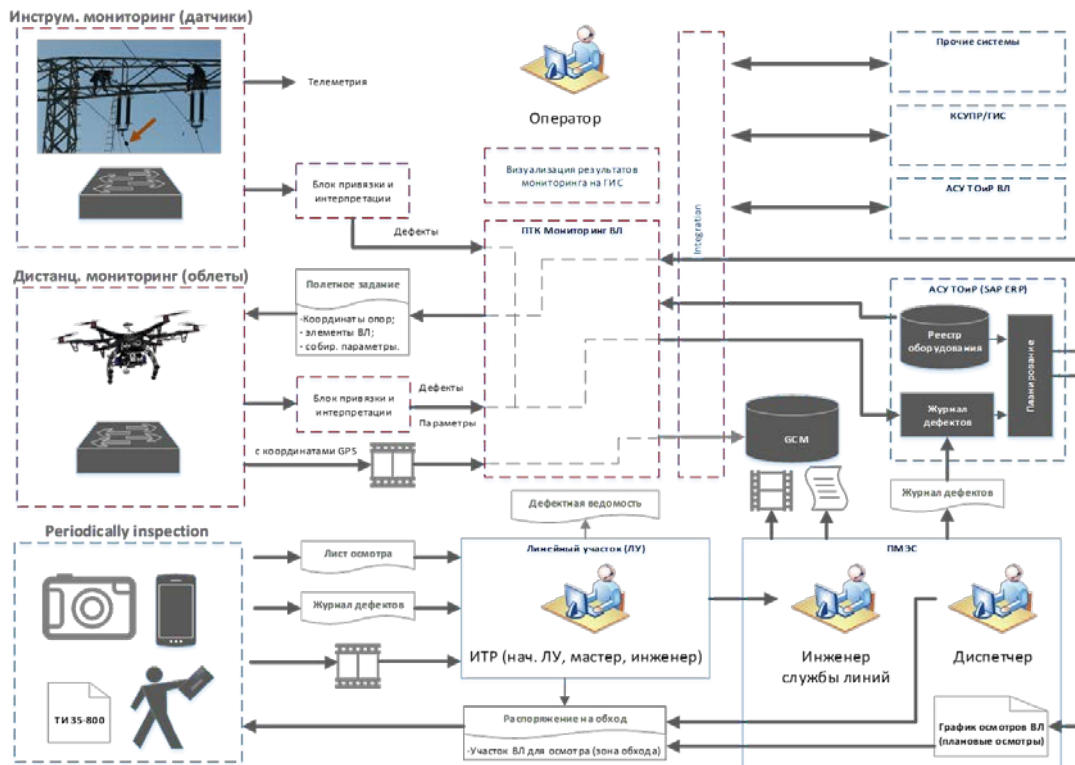 Инструм. мониторинг (датчики)
Телеметрия
Оператор
Прочие системы
КСУПР/ГИС
АСУ ТОиР ВЛ
Integration
Визуализация результатов
мониторинга на ГИС
Блок привязки и
интерпретации
Дефекты
ПТК Мониторинг ВЛ
Дистанц. мониторинг (облеты)
Полетное задание
-Координаты опор;
- элементы ВЛ;
- собир. параметры.
Блок привязки и
интерпретации
Дефекты
Параметры
с координатами GPS
АСУ ТОиР (SAP ERP)
Реестр
оборудования
Планирование
Журнал
дефектов
GCM
Журнал дефектов
Дефектная ведомость
Periodically inspection
Лист осмотра
Журнал дефектов
ТИ 35-800
Линейный участок (ЛУ)
ИТР (нач. ЛУ, мастер, инженер)
ПМЭС
Инженер
службы линий
Диспетчер
Распоряжение на обход
-Участок ВЛ для осмотра (зона обхода)
График осмотров ВЛ
(плановые осмотры)